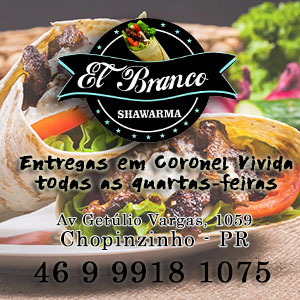 El Branco
SHAWARMA
Entregas em Coronel Vivida
todas as quartas-feiras
Av Getúlio Vargas, 1059
Chopinzinho - PR
46 9 9918 1075